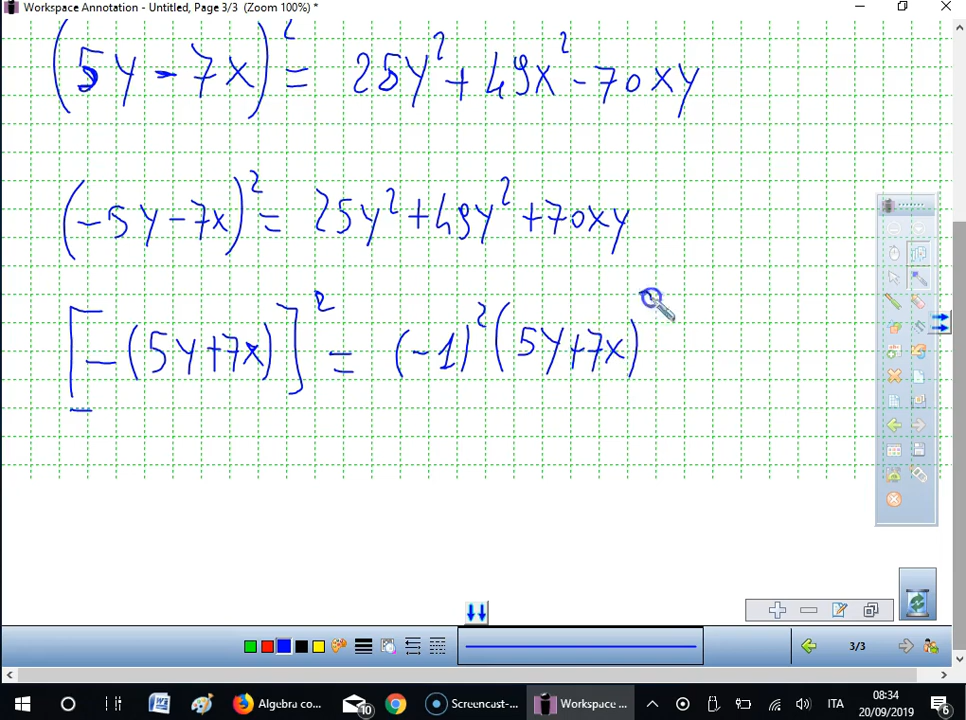 Workspace Annotation - Untitled, Page 3/3 (Zoom 100%) *
(5y - 7x)² = 25y² + 49x² - 70xy
(-5y - 7x)² = 25y² + 49y² + 70xy
[-(5y+7x)]² = (-1)² (5y+7x)
3/3
Algebra co...
10
Screencast-...
Workspace ...
ITA
08:34
20/09/2019
6